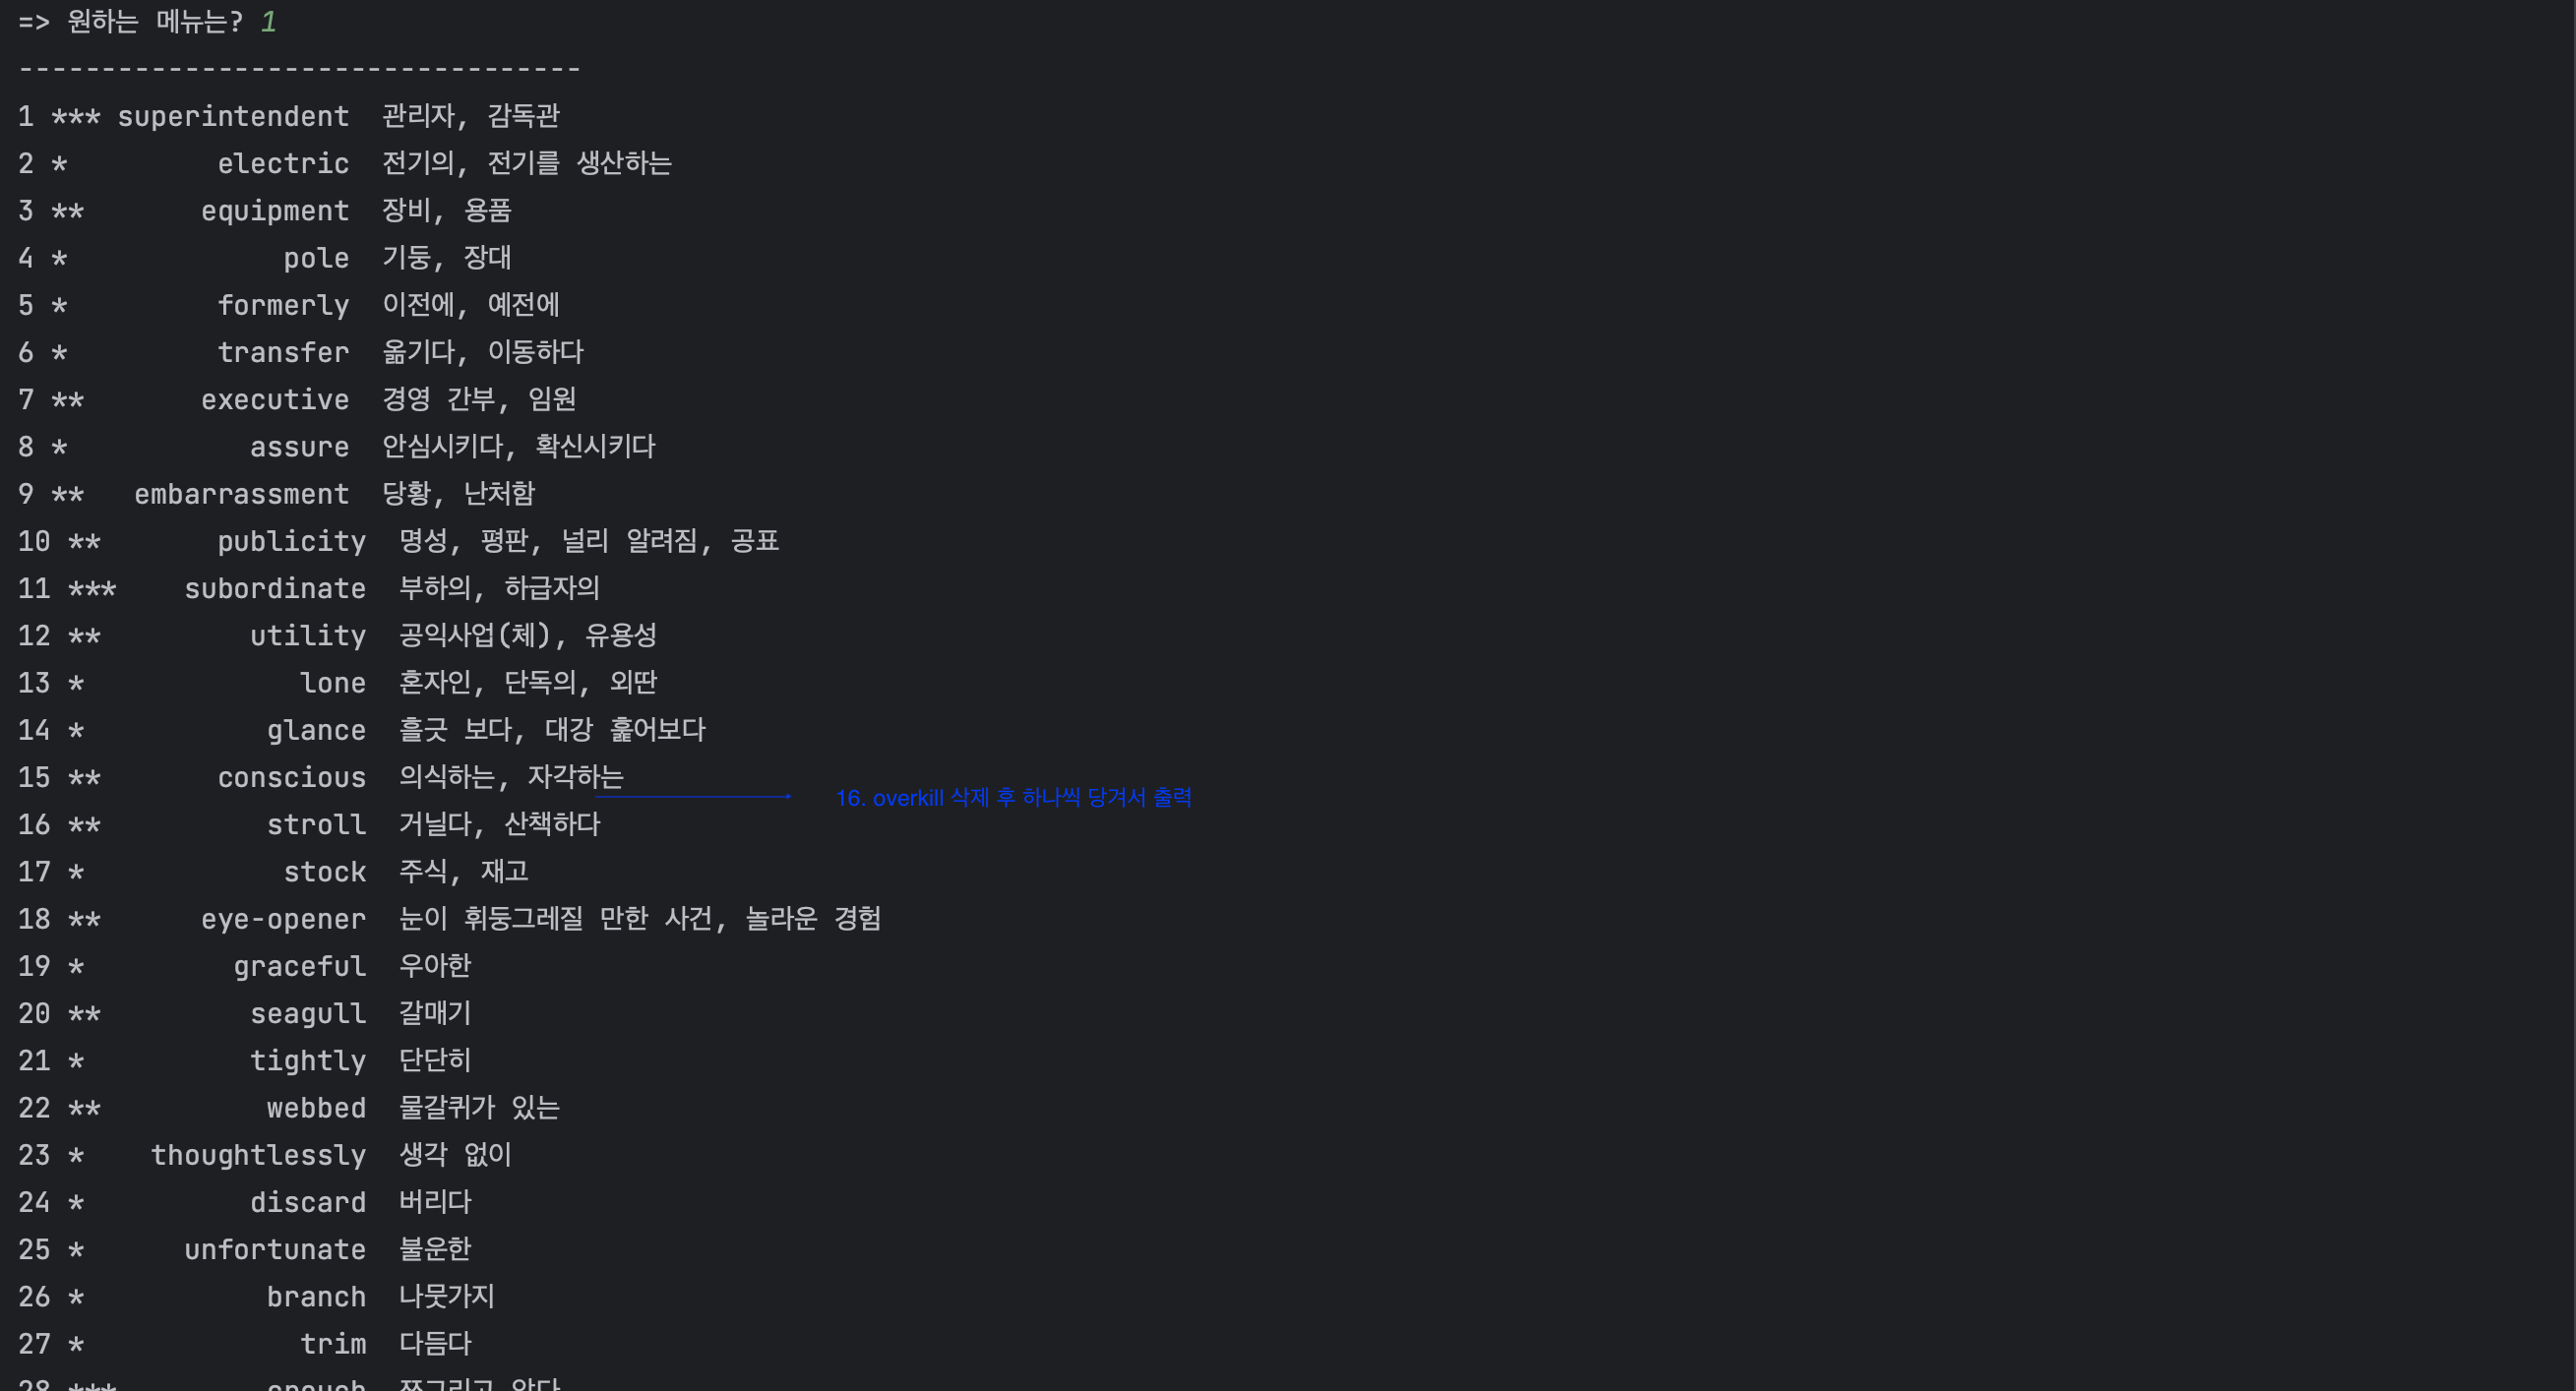 => 원하는 메뉴는? 1
----------------------------------
1 *** superintendent  관리자, 감독관
2 *         electric  전기의, 전기를 생산하는
3 **       equipment  장비, 용품
4 *             pole  기둥, 장대
5 *         formerly  이전에, 예전에
6 *         transfer  옮기다, 이동하다
7 **       executive  경영 간부, 임원
8 *           assure  안심시키다, 확신시키다
9 **   embarrassment  당황, 난처함
10 **       publicity  명성, 평판, 널리 알려짐, 공표
11 ***    subordinate  부하의, 하급자의
12 **         utility  공익사업(체), 유용성
13 *             lone  혼자인, 단독의, 외딴
14 *           glance  흘긋 보다, 대강 훑어보다
15 **       conscious  의식하는, 자각하는
16. overkill 삭제 후 하나씩 당겨서 출력
16 **          stroll  거닐다, 산책하다
17 *            stock  주식, 재고
18 **      eye-opener  눈이 휘둥그레질 만한 사건, 놀라운 경험
19 *         graceful  우아한
20 **         seagull  갈매기
21 *          tightly  단단히
22 **          webbed  물갈퀴가 있는
23 *    thoughtlessly  생각 없이
24 *          discard  버리다
25 *      unfortunate  불운한
26 *           branch  나뭇가지
27 *             trim  다듬다
28 ***         crouch  쭈그리고 앉다